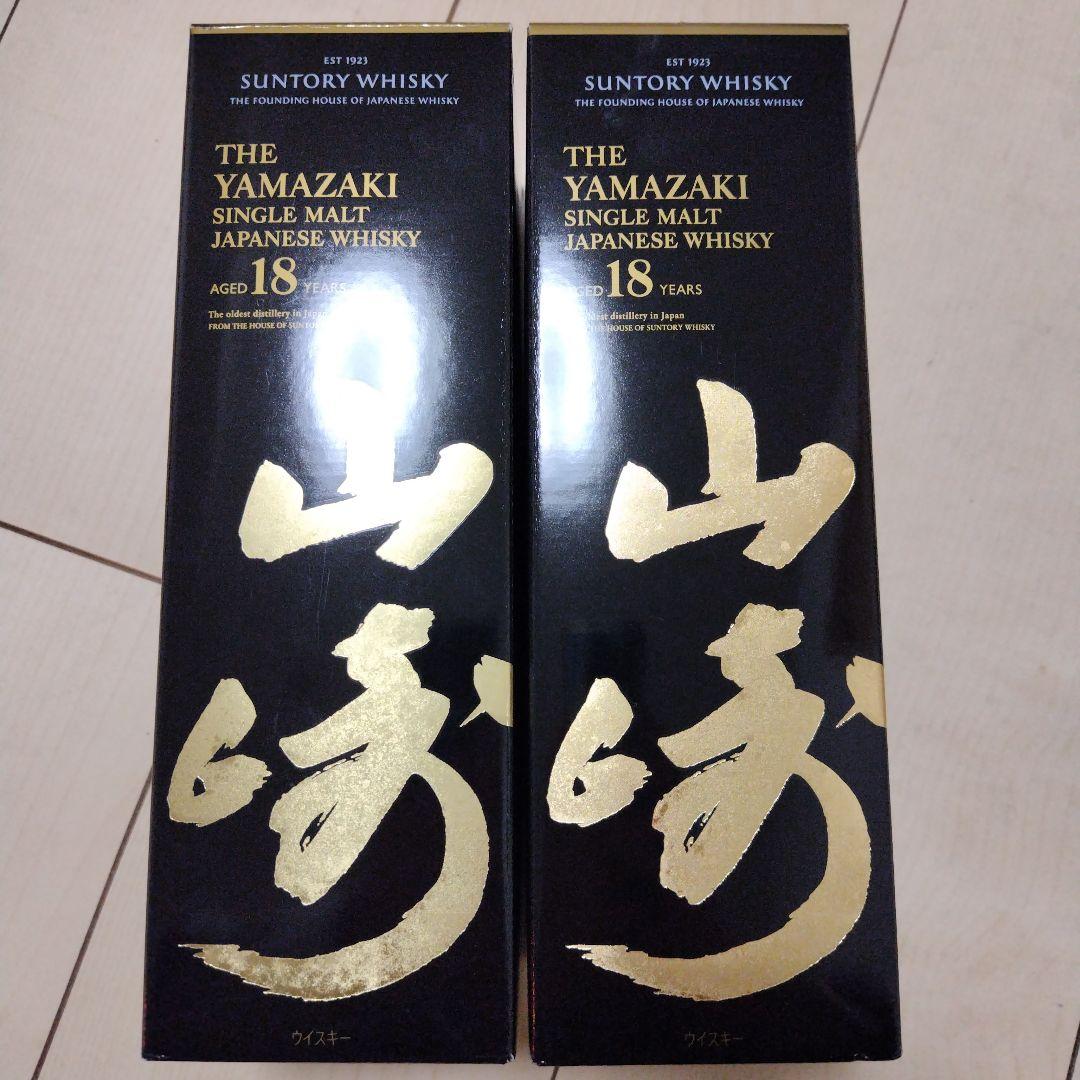 EST 1923
SUNTORY WHISKY
THE FOUNDING HOUSE OF JAPANESE WHISKY
THE
YAMAZAKI
SINGLE MALT
JAPANESE WHISKY
AGED 18 YEARS
The oldest distillery in
FROM THE HOUSE OF
山崎
ウイスキー
EST 1923
SUNTORY WHISKY
THE FOUNDING HOUSE OF JAPANESE WHISKY
THE
YAMAZAKI
SINGLE MALT
JAPANESE WHISKY
AGED 18 YEARS
oldest distillery in Japan
THE HOUSE OF SUNTORY WHISKY
山崎
ウイスキー